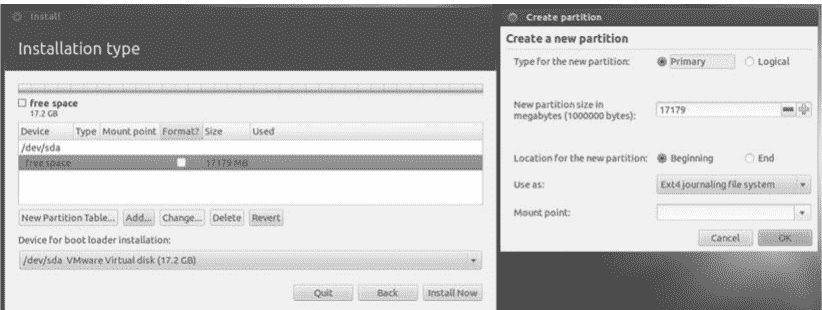 Install
Installation type
free space
17.2 GB
Device Type Mount point Format? Size Used
/dev/sda
free space 17179 MB
New Partition Table... Add... Change... Delete Revert
Device for boot loader installation:
/dev/sda VMware Virtual disk (17.2 GB)
Quit Back Install Now
Create partition
Create a new partition
Type for the new partition: Primary Logical
New partition size in
megabytes (1000000 bytes): 17179
Location for the new partition: Beginning End
Use as: Ext4 journaling file system
Mount point:
Cancel OK